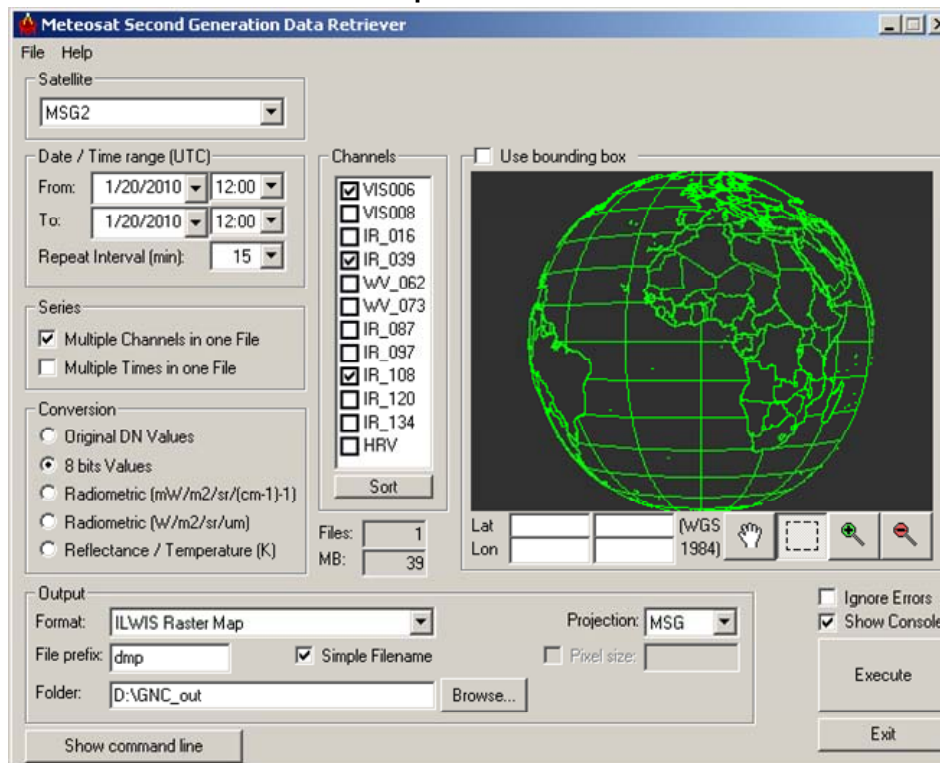 Meteosat Second Generation Data Retriever
File Help
Satellite
MSG2
Date / Time range (UTC)
From: 1/20/2010 12:00
To: 1/20/2010 12:00
Repeat Interval (min): 15
Series
Multiple Channels in one File
Multiple Times in one File
Conversion
Original DN Values
8 bits Values
Radiometric (mW/m2/sr/(cm-1)-1)
Radiometric (W/m2/sr/um)
Reflectance / Temperature (K)
Channels
VIS006
VIS008
IR_016
IR_039
WV_062
WV_073
IR_087
IR_097
IR_108
IR_120
IR_134
HRV
Sort
Files: 1
MB: 39
Use bounding box
Lat
Lon
(WGS
1984)
Output
Format: ILWIS Raster Map
Projection: MSG
File prefix: dmp
Simple Filename
Pixel size:
Folder: D:\GNC_out
Browse...
Ignore Errors
Show Console
Execute
Exit
Show command line